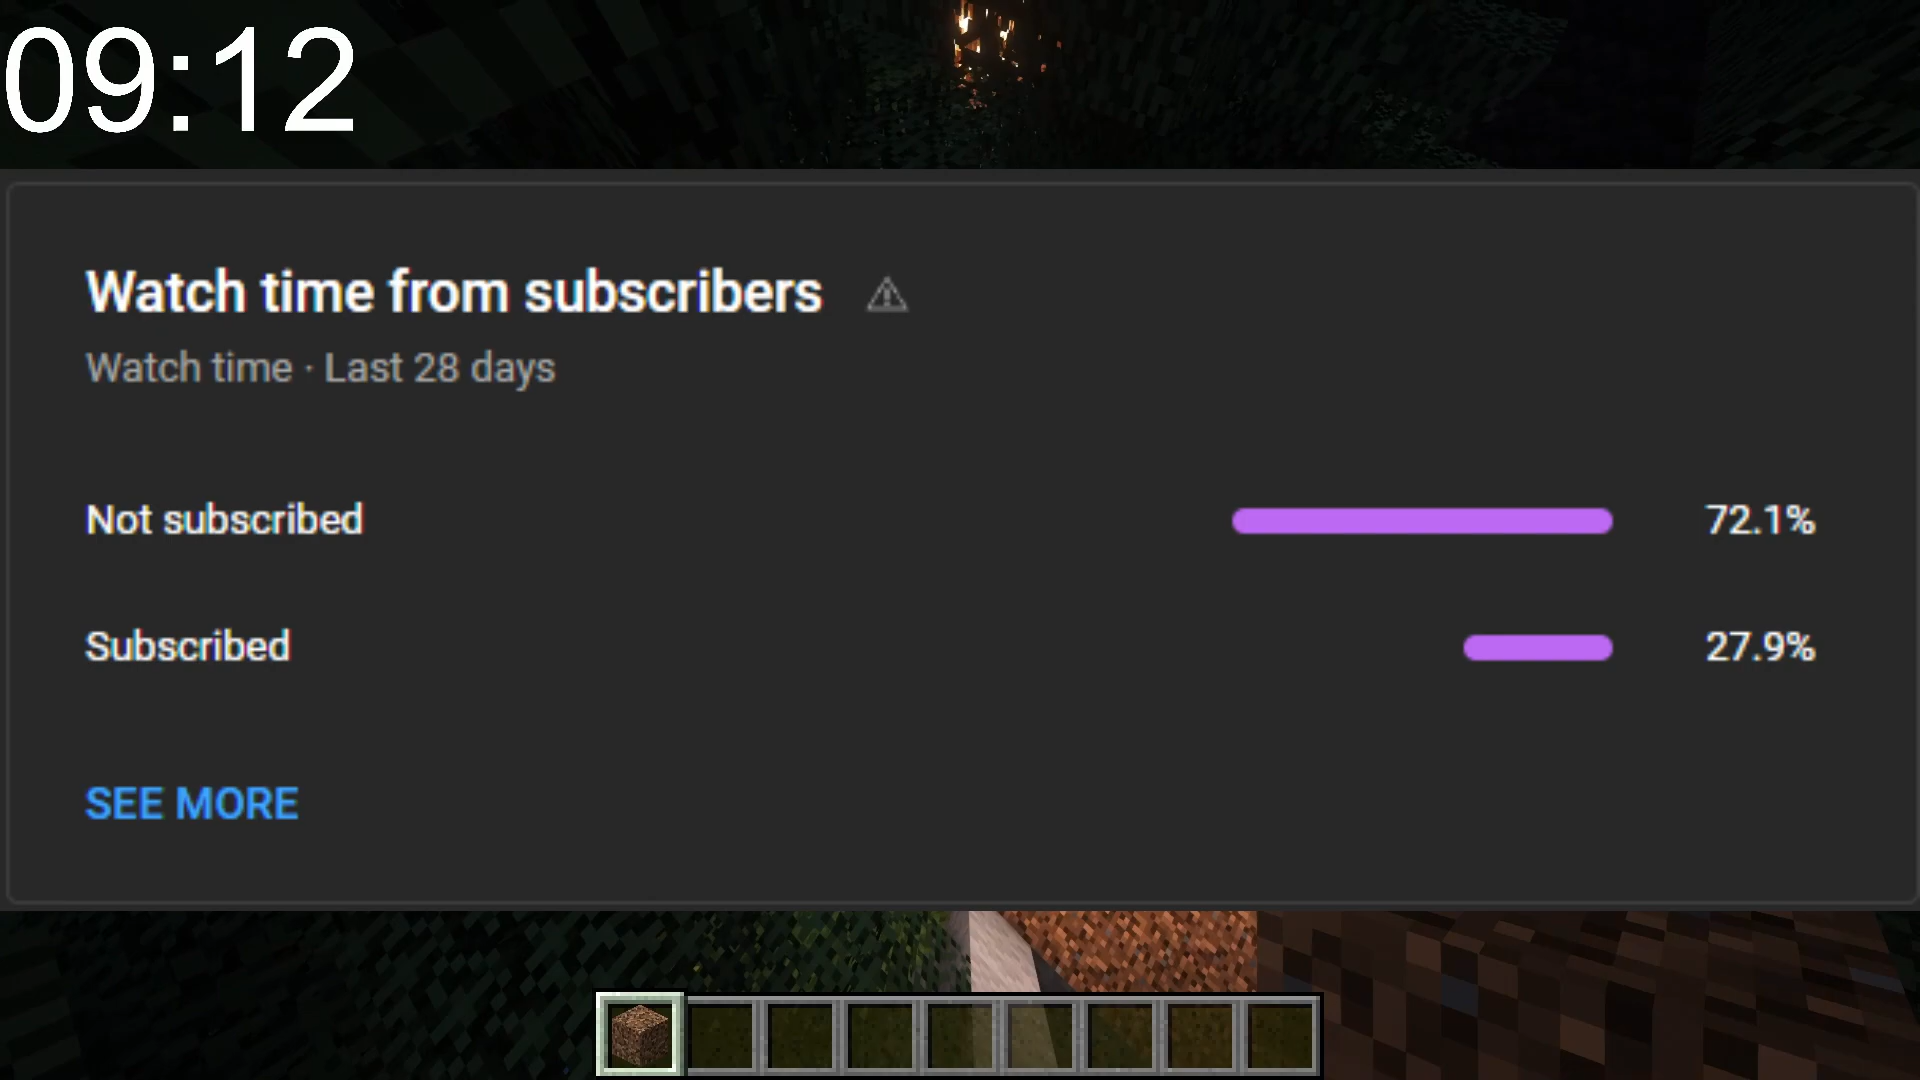 09:12
Watch time from subscribers
Watch time · Last 28 days
Not subscribed 72.1%
Subscribed 27.9%
SEE MORE